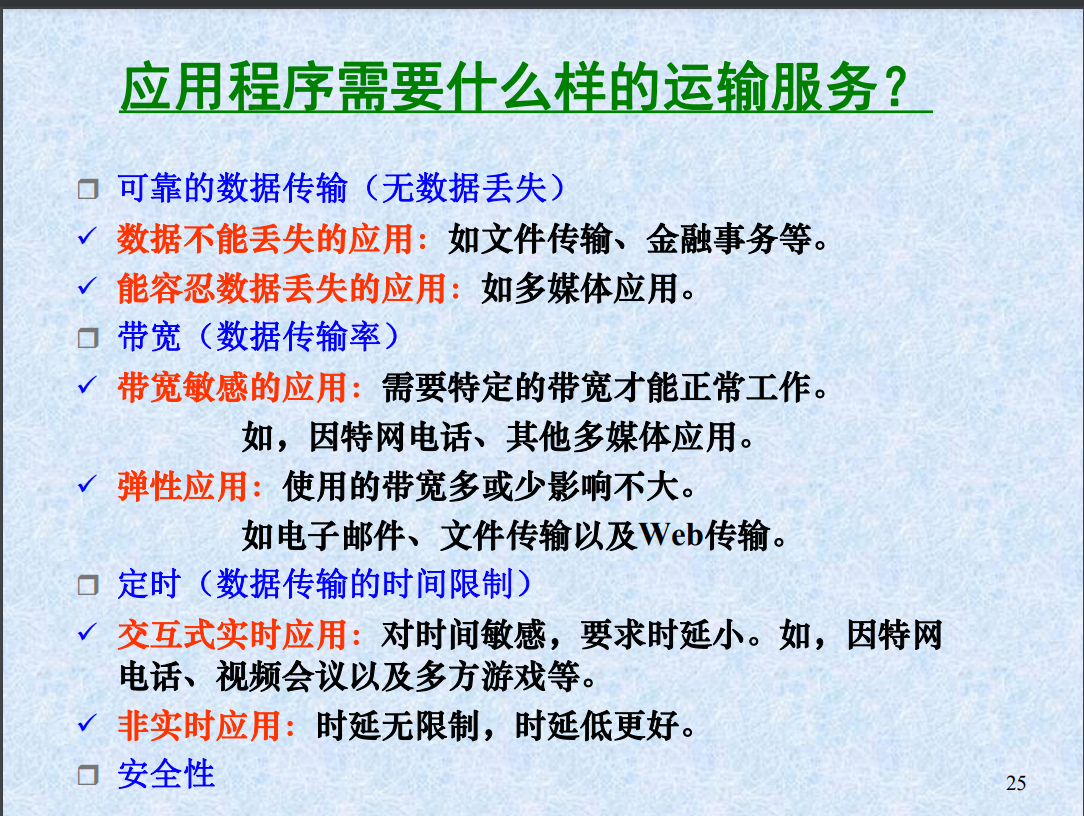 应用程序需要什么样的运输服务？
可靠的数据传输（无数据丢失）
数据不能丢失的应用：如文件传输、金融事务等。
能容忍数据丢失的应用：如多媒体应用。
带宽（数据传输率）
带宽敏感的应用：需要特定的带宽才能正常工作。
如，因特网电话、其他多媒体应用。
弹性应用：使用的带宽多或少影响不大。
如电子邮件、文件传输以及Web传输。
定时（数据传输的时间限制）
交互式实时应用：对时间敏感，要求时延小。如，因特网
电话、视频会议以及多方游戏等。
非实时应用：时延无限制，时延低更好。
安全性
25